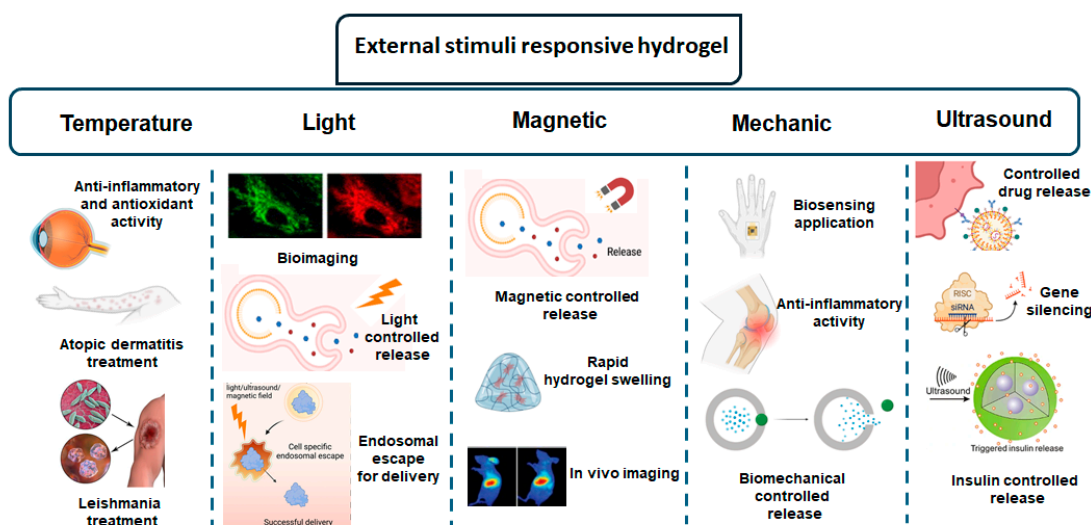 External stimuli responsive hydrogel
Temperature
Light
Magnetic
Mechanic
Ultrasound
Anti-inflammatory
and antioxidant
activity
Atopic dermatitis
treatment
Leishmania
treatment
Bioimaging
Light
controlled
release
light/ultrasound/
magnetic field
Cell specific
endosomal escape
Successful delivery
Endosomal
escape
for delivery
Release
Magnetic controlled
release
Rapid
hydrogel swelling
In vivo imaging
Biosensing
application
Anti-inflammatory
activity
Biomechanical
controlled
release
Controlled
drug release
RISC
siRNA
Gene
silencing
Ultrasound
Triggered insulin release
Insulin controlled
release